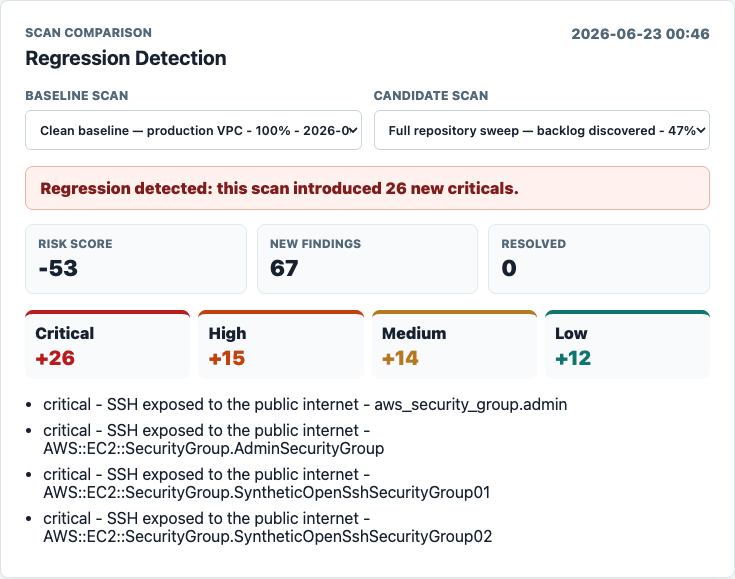 SCAN COMPARISON
2026-06-23 00:46
Regression Detection
BASELINE SCAN
CANDIDATE SCAN
Clean baseline — production VPC - 100% - 2026-0
Full repository sweep — backlog discovered - 47%
Regression detected: this scan introduced 26 new criticals.
RISK SCORE
-53
NEW FINDINGS
67
RESOLVED
0
Critical
+26
High
+15
Medium
+14
Low
+12
• critical - SSH exposed to the public internet - aws_security_group.admin
• critical - SSH exposed to the public internet -
AWS::EC2::SecurityGroup.AdminSecurityGroup
• critical - SSH exposed to the public internet -
AWS::EC2::SecurityGroup.SyntheticOpenSshSecurityGroup01
• critical - SSH exposed to the public internet -
AWS::EC2::SecurityGroup.SyntheticOpenSshSecurityGroup02